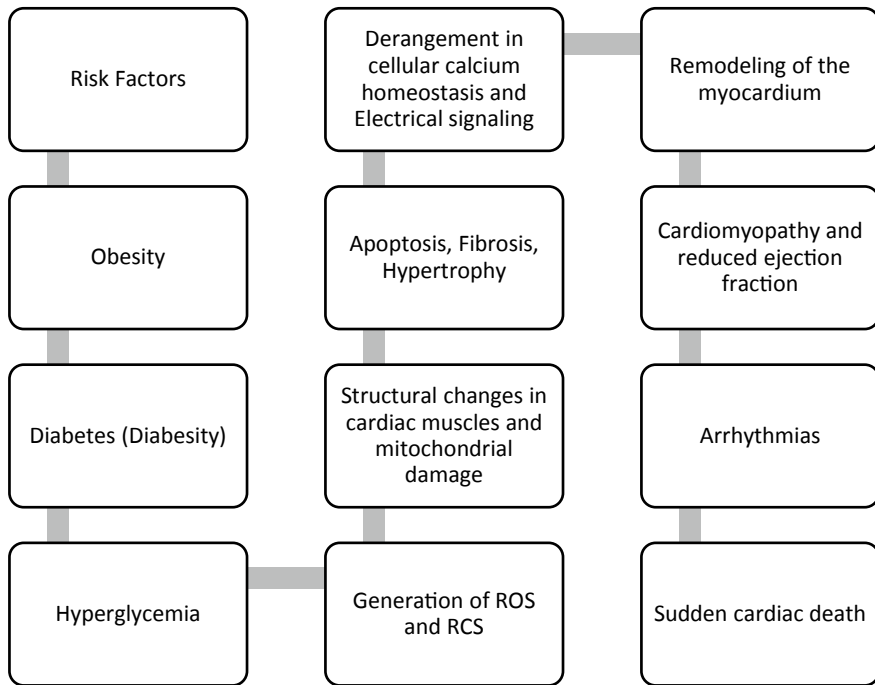 Risk Factors
Obesity
Diabetes (Diabesity)
Hyperglycemia
Generation of ROS
and RCS
Structural changes in
cardiac muscles and
mitochondrial
damage
Apoptosis, Fibrosis,
Hypertrophy
Derangement in
cellular calcium
homeostasis and
Electrical signaling
Remodeling of the
myocardium
Cardiomyopathy and
reduced ejection
fraction
Arrhythmias
Sudden cardiac death